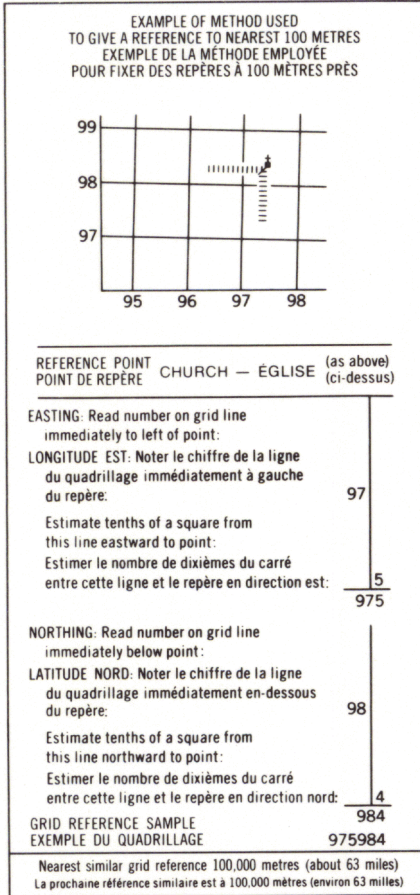 EXAMPLE OF METHOD USED
TO GIVE A REFERENCE TO NEAREST 100 METRES
EXEMPLE DE LA MÉTHODE EMPLOYÉE
POUR FIXER DES REPÈRES À 100 MÈTRES PRÈS
99
98
97
95 96 97 98
REFERENCE POINT CHURCH — ÉGLISE (as above)
POINT DE REPÈRE (ci-dessus)
EASTING: Read number on grid line
immediately to left of point:
LONGITUDE EST: Noter le chiffre de la ligne
du quadrillage immédiatement à gauche
du repère: 97
Estimate tenths of a square from
this line eastward to point:
Estimer le nombre de dixièmes du carré
entre cette ligne et le repère en direction est: 5
975
NORTHING: Read number on grid line
immediately below point:
LATITUDE NORD: Noter le chiffre de la ligne
du quadrillage immédiatement en-dessous
du repère: 98
Estimate tenths of a square from
this line northward to point:
Estimer le nombre de dixièmes du carré
entre cette ligne et le repère en direction nord: 4
984
GRID REFERENCE SAMPLE
EXEMPLE DU QUADRILLAGE 975984
Nearest similar grid reference 100,000 metres (about 63 miles)
La prochaine référence similaire est à 100,000 mètres (environ 63 milles)